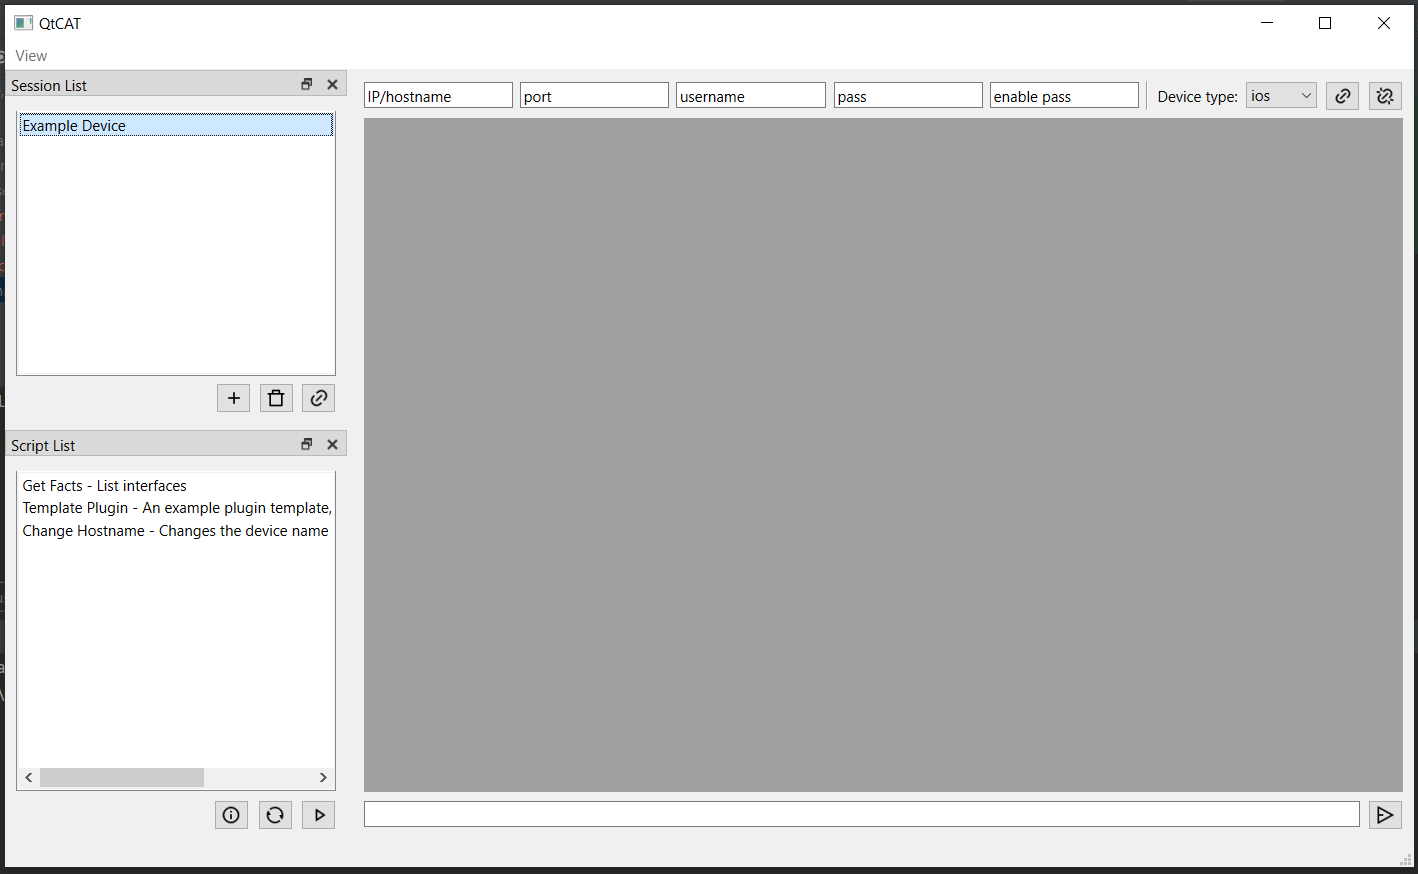 QtCAT
View
Session List
Example Device
IP/hostname
port
username
pass
enable pass
Device type:
ios
Script List
Get Facts - List interfaces
Template Plugin - An example plugin template,
Change Hostname - Changes the device name